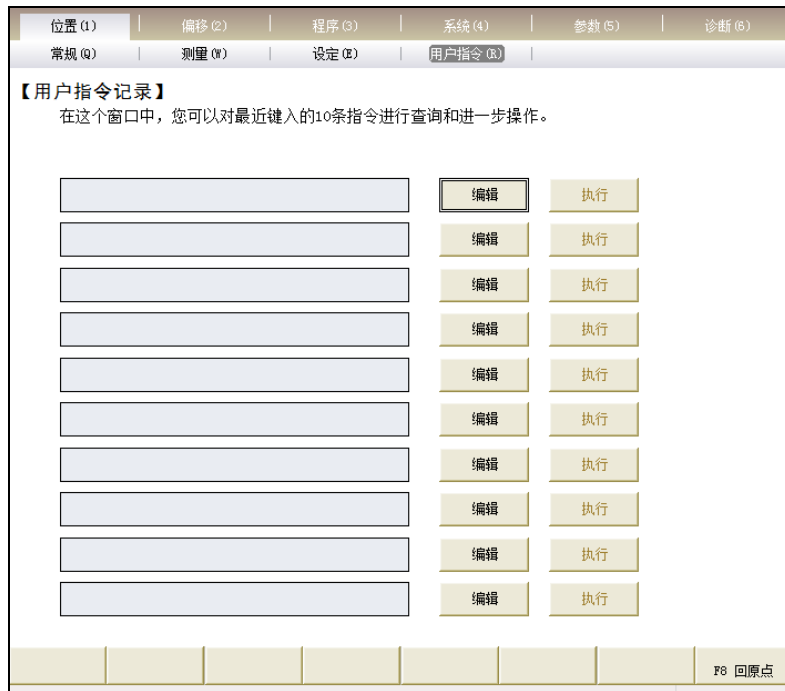 位置(1) 偏移(2) 程序(3) 系统(4) 参数(5) 诊断(6)
常规(Q) 测量(W) 设定(E) 用户指令(R)
【用户指令记录】
在这个窗口中，您可以对最近键入的10条指令进行查询和进一步操作。
编辑 执行
编辑 执行
编辑 执行
编辑 执行
编辑 执行
编辑 执行
编辑 执行
编辑 执行
编辑 执行
编辑 执行
F8 回原点